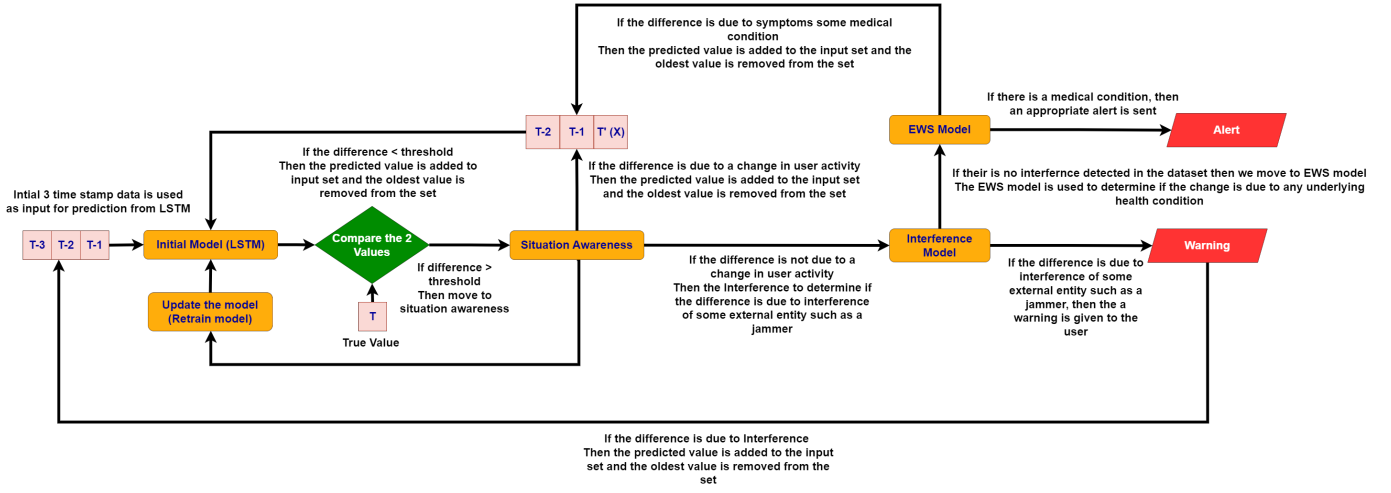 If the difference is due to symptoms some medical
condition
Then the predicted value is added to the input set and the
oldest value is removed from the set
If there is a medical condition, then
an appropriate alert is sent
T-2 T-1 T' (X)
EWS Model
Alert
If the difference < threshold
Then the predicted value is added to
input set and the oldest value is
removed from the set
If the difference is due to a change in user activity
Then the predicted value is added to the input set
and the oldest value is removed from the set
If their is no interfernce detected in the dataset then we move to EWS model
The EWS model is used to determine if the change is due to any underlying
health condition
Intial 3 time stamp data is used
as input for prediction from LSTM
T-3 T-2 T-1
Initial Model (LSTM)
Compare the 2
Values
Situation Awareness
Interference
Model
Warning
If difference >
threshold
Then move to
situation awareness
If the difference is not due to a
change in user activity
Then the Interference to determine if
the difference is due to interference
of some external entity such as a
jammer
If the difference is due to
interference of some
external entity such as a
jammer, then the a
warning is given to the
user
Update the model
(Retrain model)
T
True Value
If the difference is due to Interference
Then the predicted value is added to the input
set and the oldest value is removed from the
set